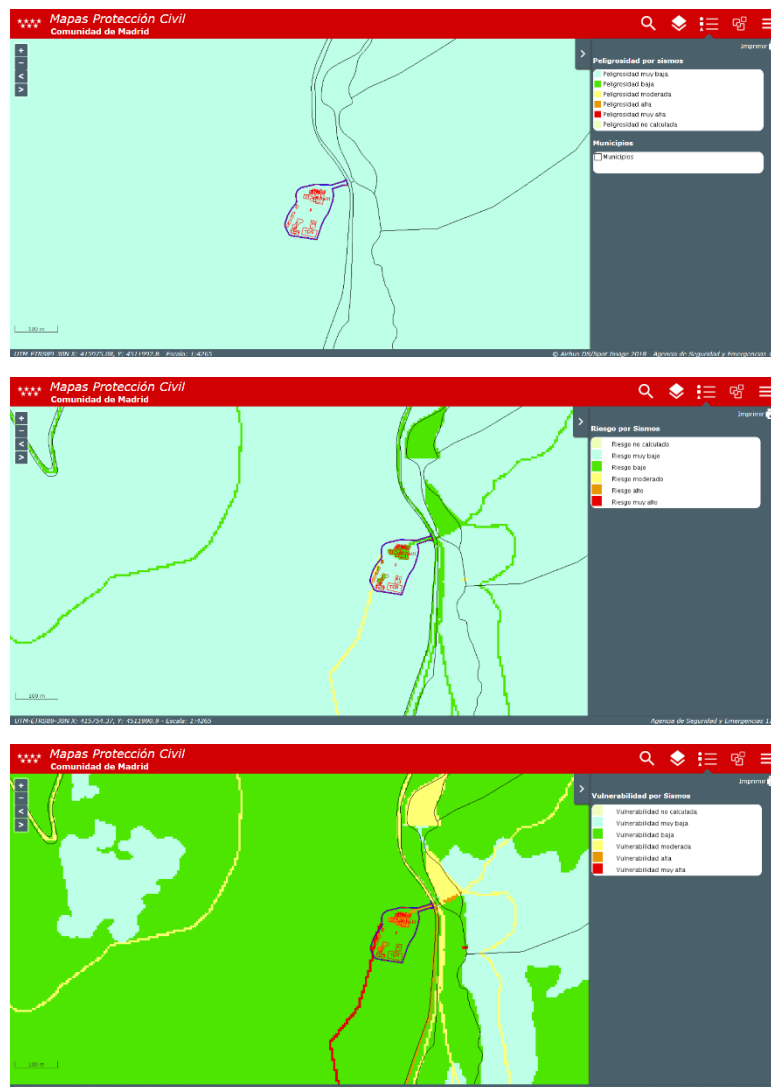 Mapas Protección Civil
Comunidad de Madrid
Imprimir
+
−
<
>
>
Peligrosidad por sismos
Peligrosidad muy baja
Peligrosidad baja
Peligrosidad moderada
Peligrosidad alta
Peligrosidad muy alta
Peligrosidad no calculada
Municipios
Municipios
100 m
UTM-ETRS89-30N X: 415925.08, Y: 4511992.8 Escala: 1:4265
© Airbus DS/Spot Image 2018 Agencia de Seguridad y Emergencias
Mapas Protección Civil
Comunidad de Madrid
Imprimir
+
−
<
>
>
Riesgo por Sismos
Riesgo no calculado
Riesgo muy bajo
Riesgo bajo
Riesgo moderado
Riesgo alto
Riesgo muy alto
100 m
UTM-ETRS89-30N X: 415754.37, Y: 4511990.9 - Escala: 1:4265
Agencia de Seguridad y Emergencias
Mapas Protección Civil
Comunidad de Madrid
Imprimir
+
−
<
>
>
Vulnerabilidad por Sismos
Vulnerabilidad no calculada
Vulnerabilidad muy baja
Vulnerabilidad baja
Vulnerabilidad moderada
Vulnerabilidad alta
Vulnerabilidad muy alta
100 m